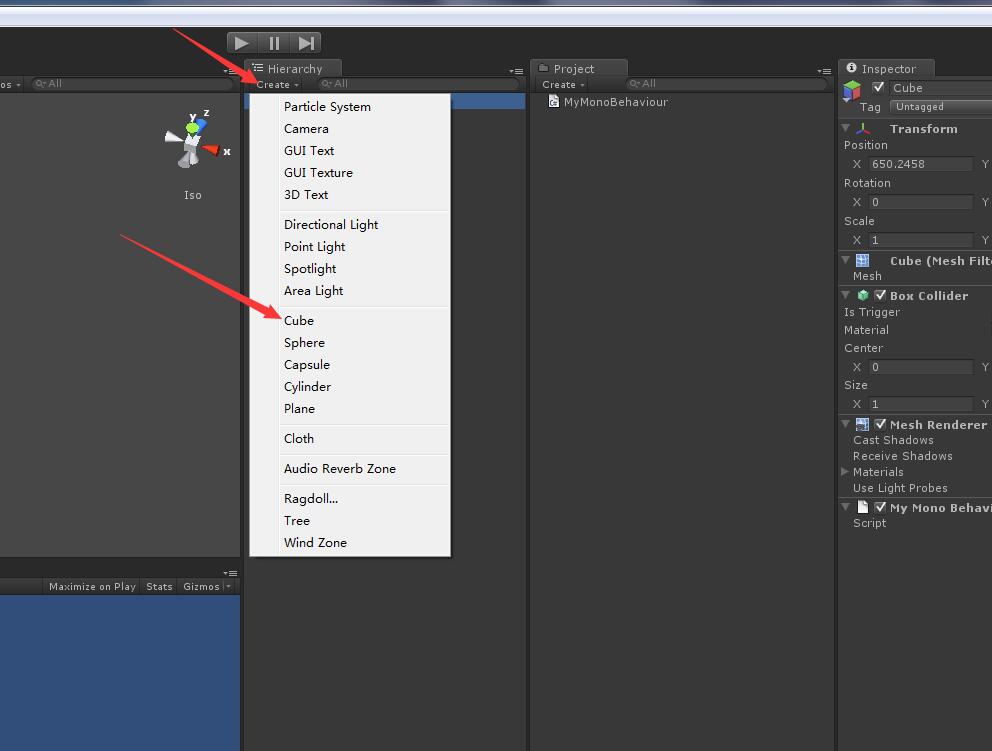 Hierarchy
Project
Inspector
os
All
Create
All
Create
All
Cube
MyMonoBehaviour
Tag
Untagged
Particle System
Camera
GUI Text
GUI Texture
3D Text
Directional Light
Point Light
Spotlight
Area Light
Cube
Sphere
Capsule
Cylinder
Plane
Cloth
Audio Reverb Zone
Ragdoll...
Tree
Wind Zone
y
z
x
Iso
Transform
Position
X 650.2458 Y
Rotation
X 0 Y
Scale
X 1 Y
Cube (Mesh Filt
Mesh
Box Collider
Is Trigger
Material
Center
X 0 Y
Size
X 1 Y
Mesh Renderer
Cast Shadows
Receive Shadows
Materials
Use Light Probes
My Mono Behavi
Script
Maximize on Play
Stats
Gizmos